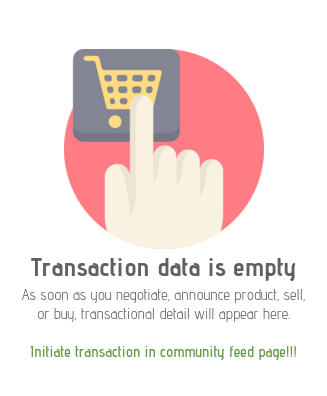 Transaction data is empty
As soon as you negotiate, announce product, sell,
or buy, transactional detail will appear here.
Initiate transaction in community feed page!!!